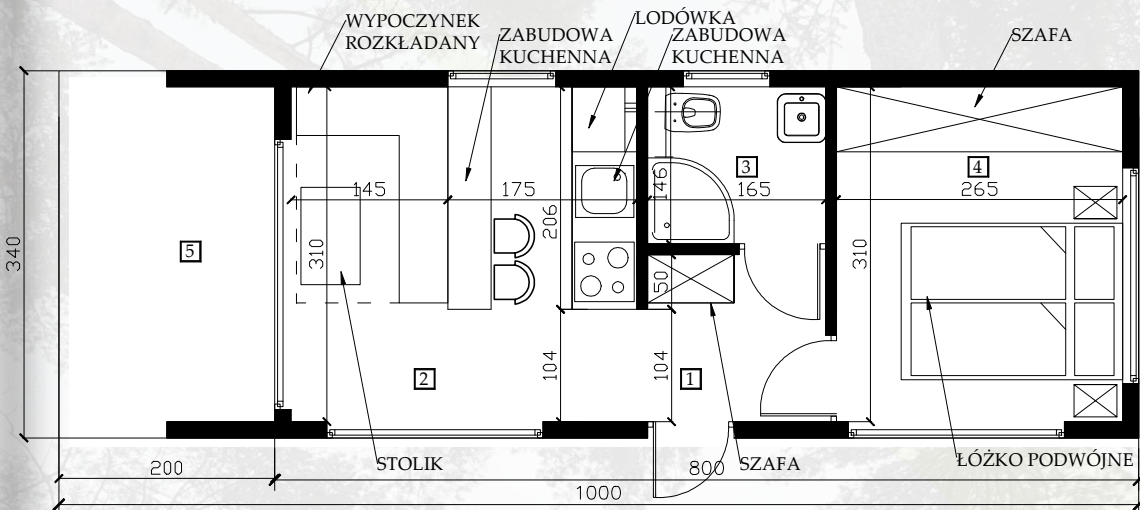 WYPOCZYNEK
ROZKŁADANY
ZABUDOWA
KUCHENNA
LODÓWKA
ZABUDOWA
KUCHENNA
SZAFA
3
4
145
175
146
165
265
206
340
5
310
50
310
2
104
104
1
STOLIK
SZAFA
ŁÓŻKO PODWÓJNE
200
800
1000